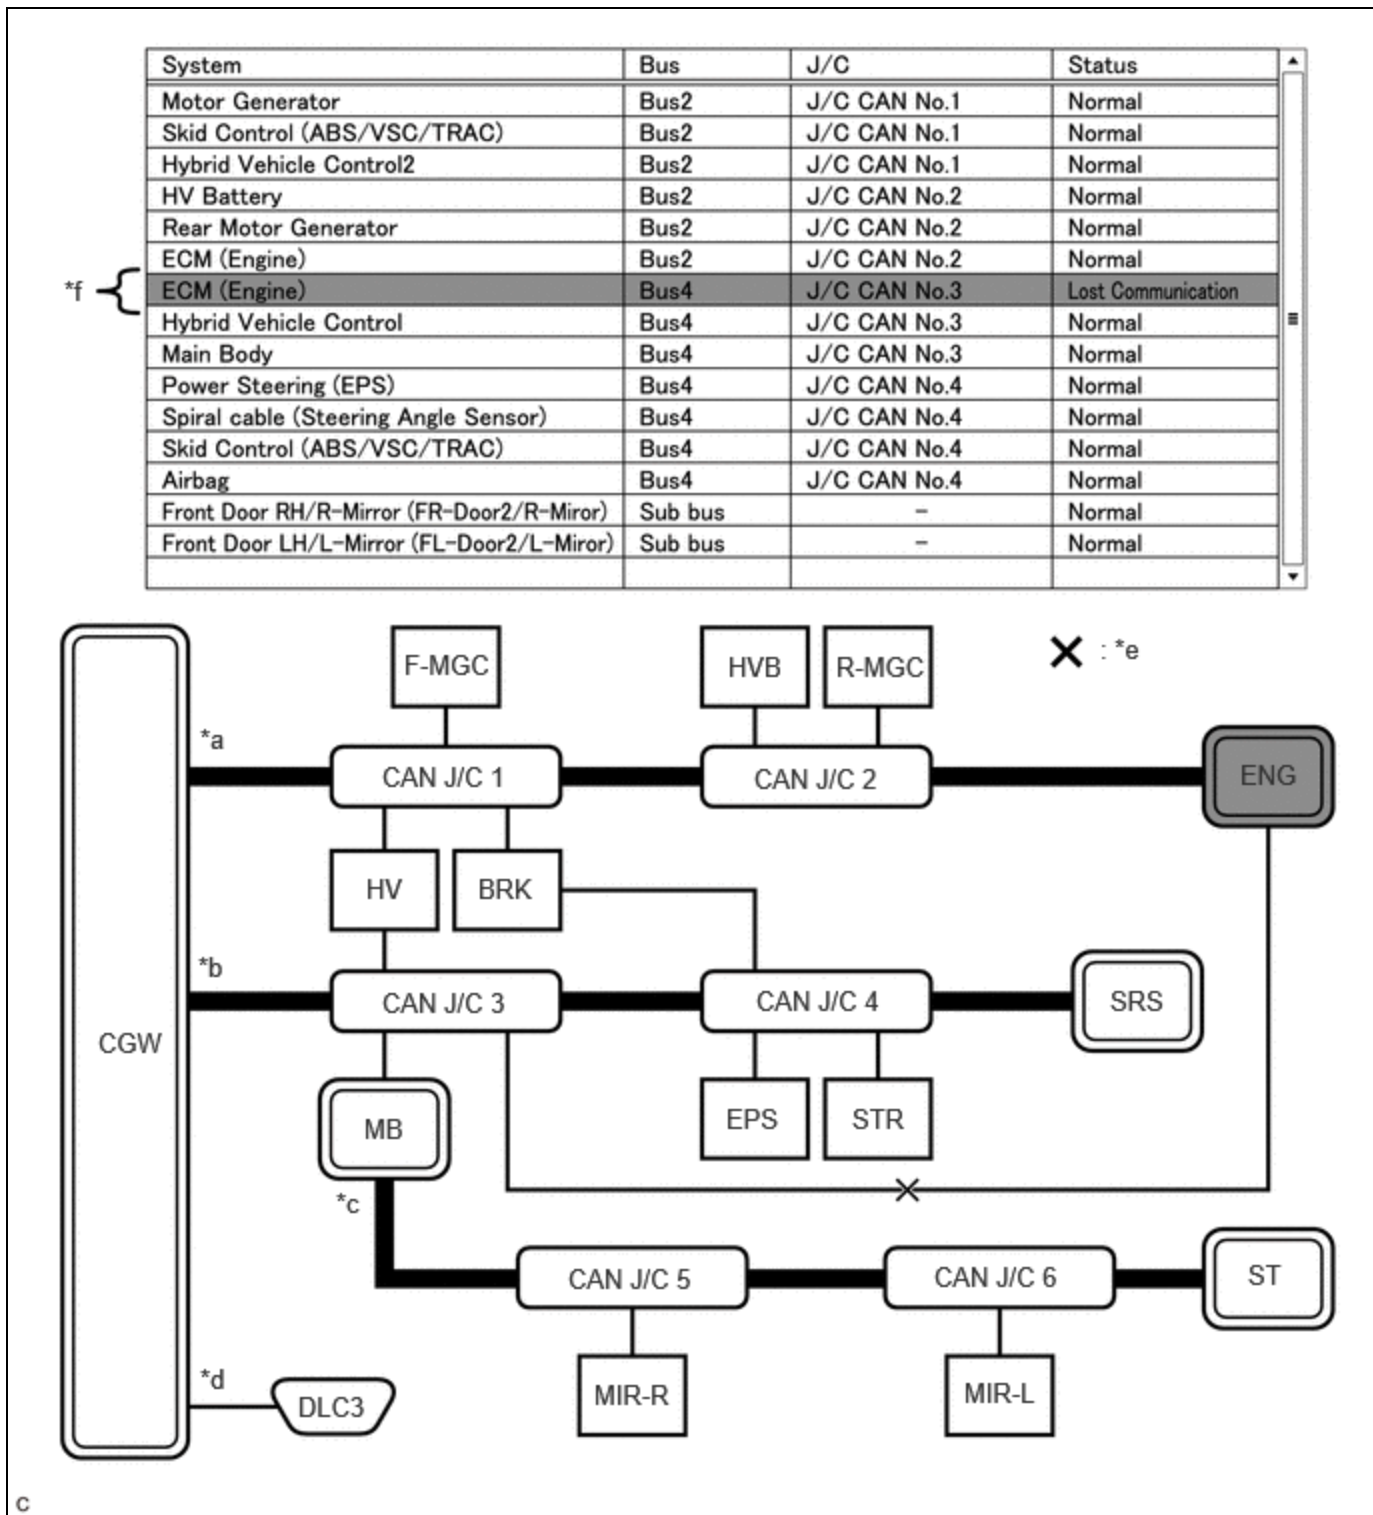 System Bus J/C Status
Motor Generator Bus2 J/C CAN No.1 Normal
Skid Control (ABS/VSC/TRAC) Bus2 J/C CAN No.1 Normal
Hybrid Vehicle Control2 Bus2 J/C CAN No.1 Normal
HV Battery Bus2 J/C CAN No.2 Normal
Rear Motor Generator Bus2 J/C CAN No.2 Normal
ECM (Engine) Bus2 J/C CAN No.2 Normal
*f ECM (Engine) Bus4 J/C CAN No.3 Lost Communication
Hybrid Vehicle Control Bus4 J/C CAN No.3 Normal
Main Body Bus4 J/C CAN No.3 Normal
Power Steering (EPS) Bus4 J/C CAN No.4 Normal
Spiral cable (Steering Angle Sensor) Bus4 J/C CAN No.4 Normal
Skid Control (ABS/VSC/TRAC) Bus4 J/C CAN No.4 Normal
Airbag Bus4 J/C CAN No.4 Normal
Front Door RH/R-Mirror (FR-Door2/R-Miror) Sub bus – Normal
Front Door LH/L-Mirror (FL-Door2/L-Miror) Sub bus – Normal
F-MGC HVB R-MGC : *e
*a
CAN J/C 1 CAN J/C 2 ENG
HV BRK
*b
CAN J/C 3 CAN J/C 4 SRS
CGW
MB EPS STR
*c
CAN J/C 5 CAN J/C 6 ST
*d
DLC3 MIR-R MIR-L
c